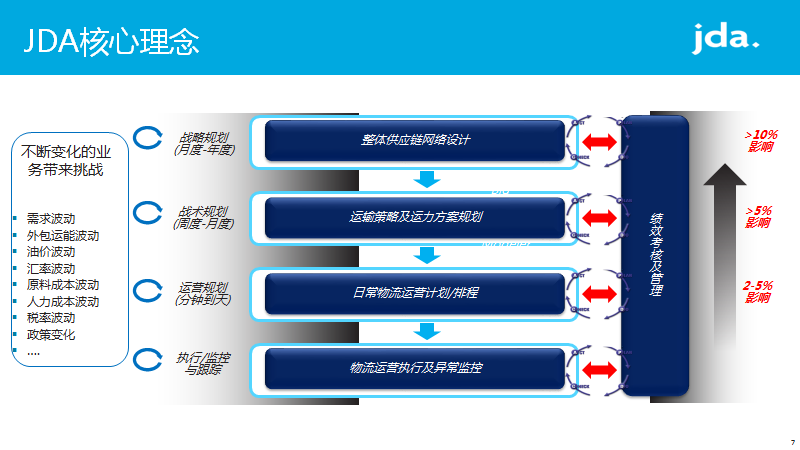 JDA核心理念
jda.
不断变化的业
务带来挑战
需求波动
外包运能波动
油价波动
汇率波动
原料成本波动
人力成本波动
税率波动
政策变化
....
战略规划
(月度-年度)
整体供应链网络设计
战术规划
(周度-月度)
运输策略及运力方案规划
运营规划
(分钟到天)
日常物流运营计划/排程
执行/监控
与跟踪
物流运营执行及异常监控
绩效考核及管理
>10%
影响
>5%
影响
2-5%
影响
7